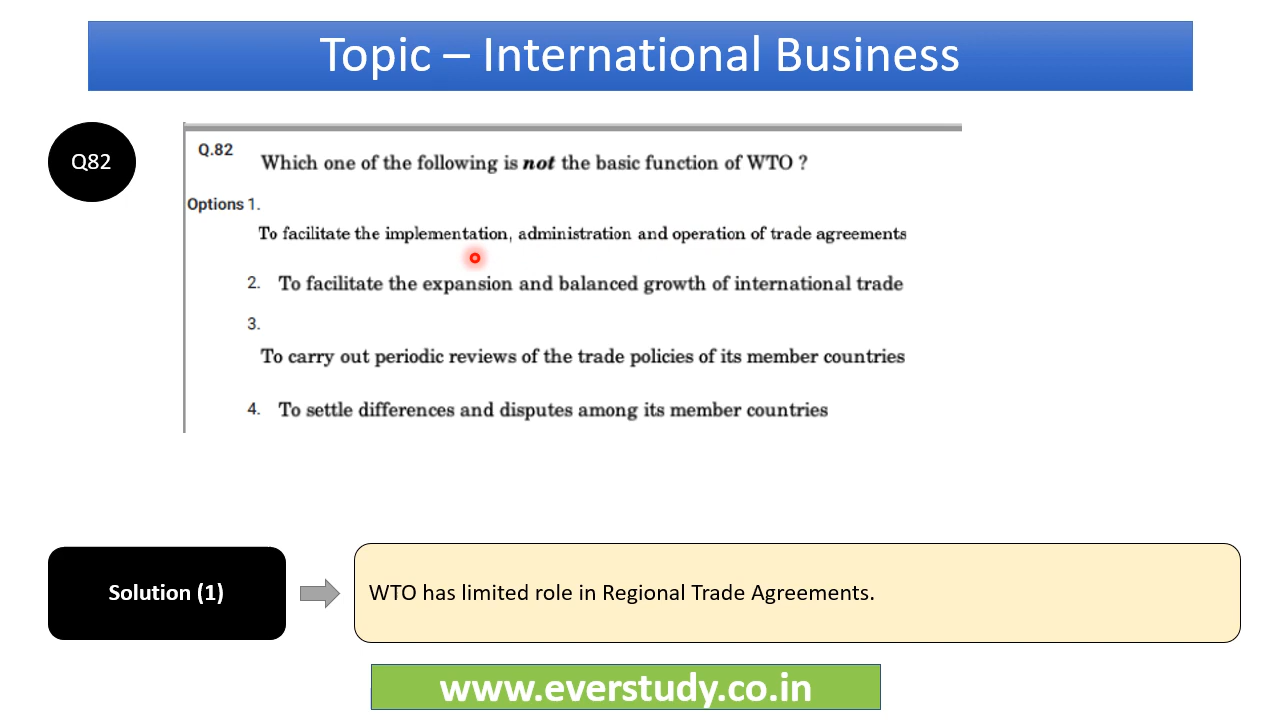 Topic – International Business
Q82
Q.82
Which one of the following is not the basic function of WTO ?
Options 1.
To facilitate the implementation, administration and operation of trade agreements
2. To facilitate the expansion and balanced growth of international trade
3.
To carry out periodic reviews of the trade policies of its member countries
4. To settle differences and disputes among its member countries
Solution (1)
WTO has limited role in Regional Trade Agreements.
www.everstudy.co.in